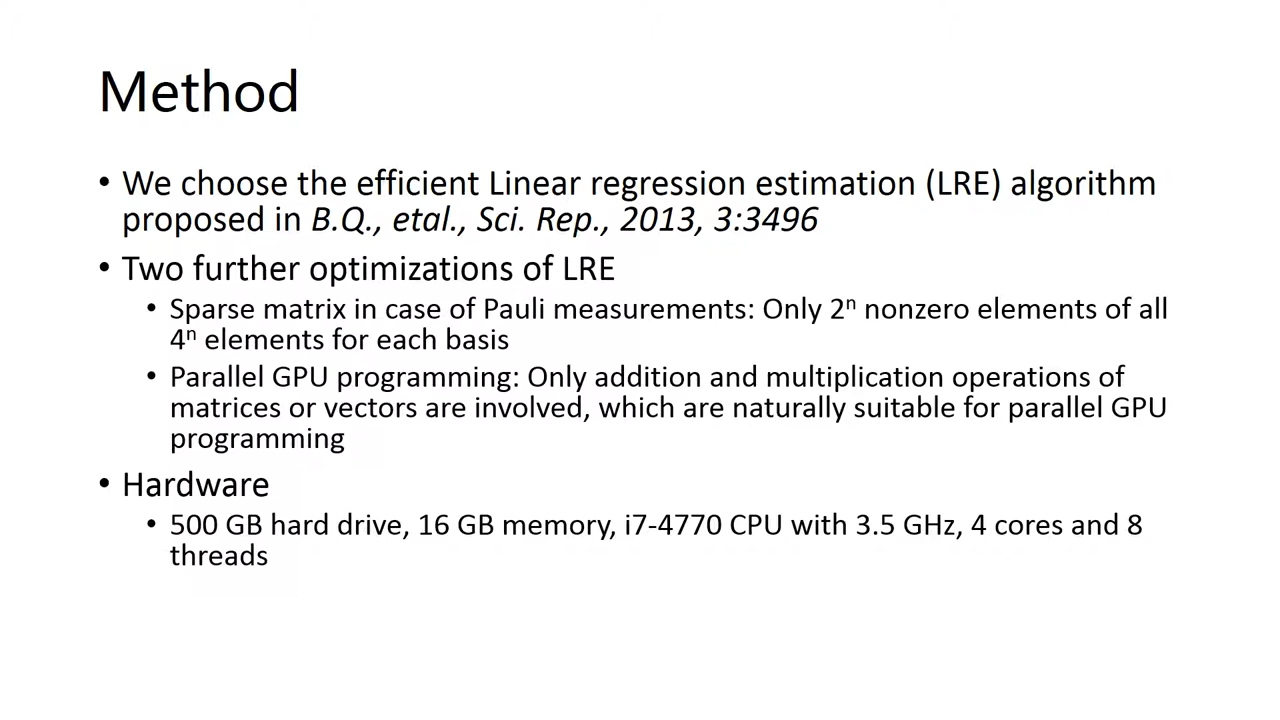 Method
• We choose the efficient Linear regression estimation (LRE) algorithm
proposed in B.Q., etal., Sci. Rep., 2013, 3:3496
• Two further optimizations of LRE
• Sparse matrix in case of Pauli measurements: Only 2ⁿ nonzero elements of all
4ⁿ elements for each basis
• Parallel GPU programming: Only addition and multiplication operations of
matrices or vectors are involved, which are naturally suitable for parallel GPU
programming
• Hardware
• 500 GB hard drive, 16 GB memory, i7-4770 CPU with 3.5 GHz, 4 cores and 8
threads